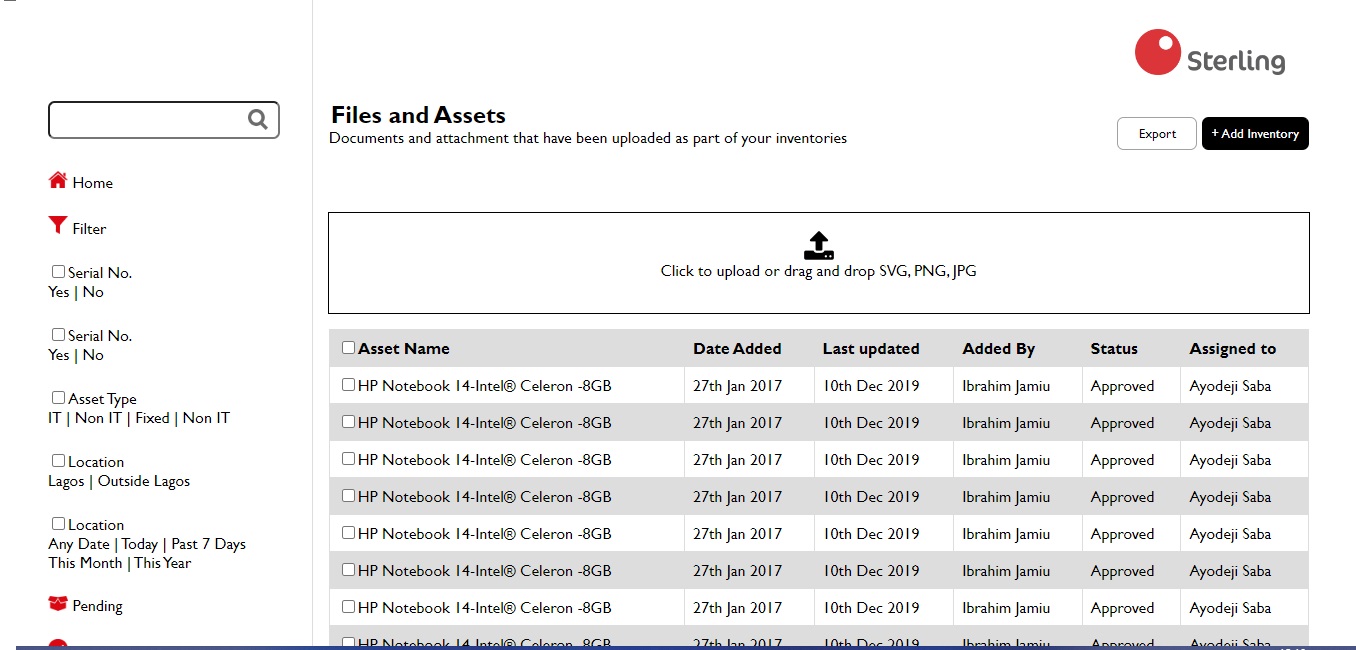 Sterling
Files and Assets
Documents and attachment that have been uploaded as part of your inventories
Export
+ Add Inventory
Home
Filter
Serial No.
Yes | No
Serial No.
Yes | No
Asset Type
IT | Non IT | Fixed | Non IT
Location
Lagos | Outside Lagos
Location
Any Date | Today | Past 7 Days
This Month | This Year
Pending
Click to upload or drag and drop SVG, PNG, JPG
Asset Name Date Added Last updated Added By Status Assigned to
HP Notebook 14-Intel® Celeron -8GB 27th Jan 2017 10th Dec 2019 Ibrahim Jamiu Approved Ayodeji Saba
HP Notebook 14-Intel® Celeron -8GB 27th Jan 2017 10th Dec 2019 Ibrahim Jamiu Approved Ayodeji Saba
HP Notebook 14-Intel® Celeron -8GB 27th Jan 2017 10th Dec 2019 Ibrahim Jamiu Approved Ayodeji Saba
HP Notebook 14-Intel® Celeron -8GB 27th Jan 2017 10th Dec 2019 Ibrahim Jamiu Approved Ayodeji Saba
HP Notebook 14-Intel® Celeron -8GB 27th Jan 2017 10th Dec 2019 Ibrahim Jamiu Approved Ayodeji Saba
HP Notebook 14-Intel® Celeron -8GB 27th Jan 2017 10th Dec 2019 Ibrahim Jamiu Approved Ayodeji Saba
HP Notebook 14-Intel® Celeron -8GB 27th Jan 2017 10th Dec 2019 Ibrahim Jamiu Approved Ayodeji Saba
HP Notebook 14-Intel® Celeron -8GB 27th Jan 2017 10th Dec 2019 Ibrahim Jamiu Approved Ayodeji Saba